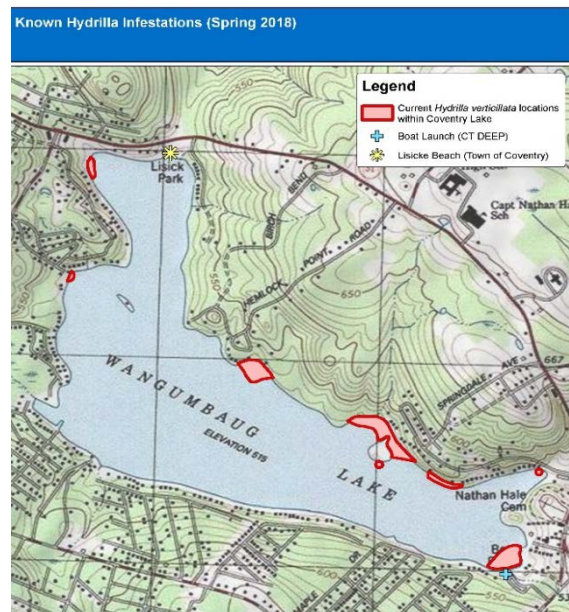 Known Hydrilla Infestations (Spring 2018)
Legend
Current Hydrilla verticillata locations
within Coventry Lake
Boat Launch (CT DEEP)
Lisicke Beach (Town of Coventry)
Lisick
Park
Capt Nathan Ha
Sch
BIRCH
BEND
HEMLOCK
POINT
ROAD
550
650
550
667
SPRINGDALE AVE
WANGUMBAUG
ELEVATION 515
LAKE
Nathan Hale
Cem